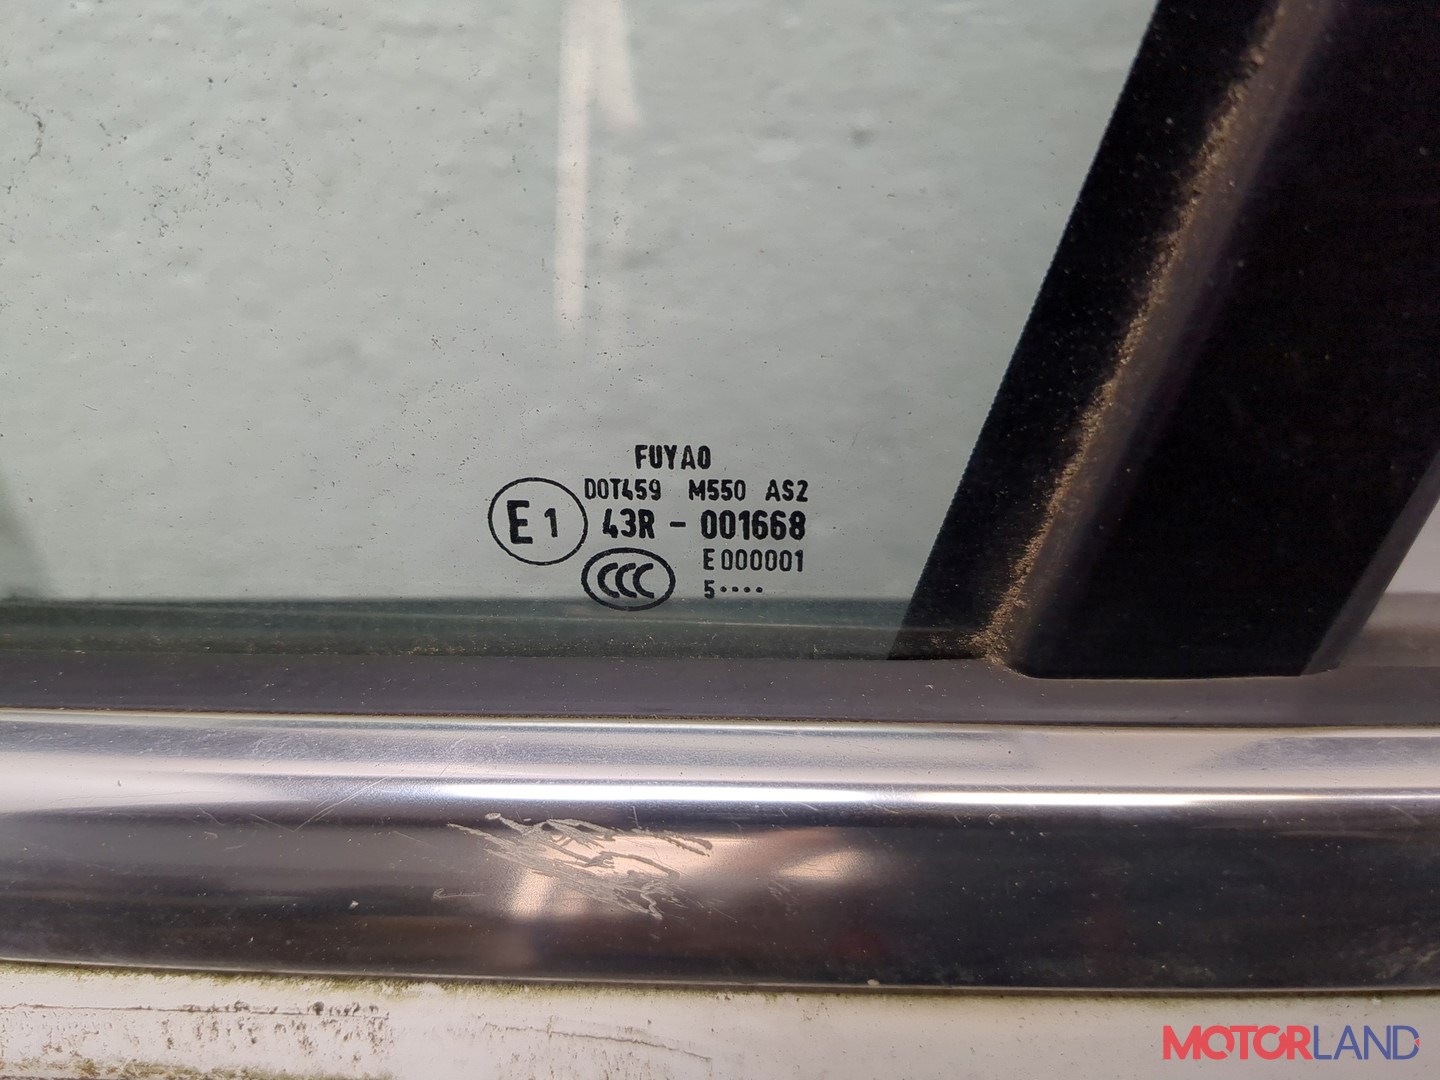 FUYAO
DOT459 M550 AS2
E1 43R - 001668
E000001
CCC 5····
MOTORLAND